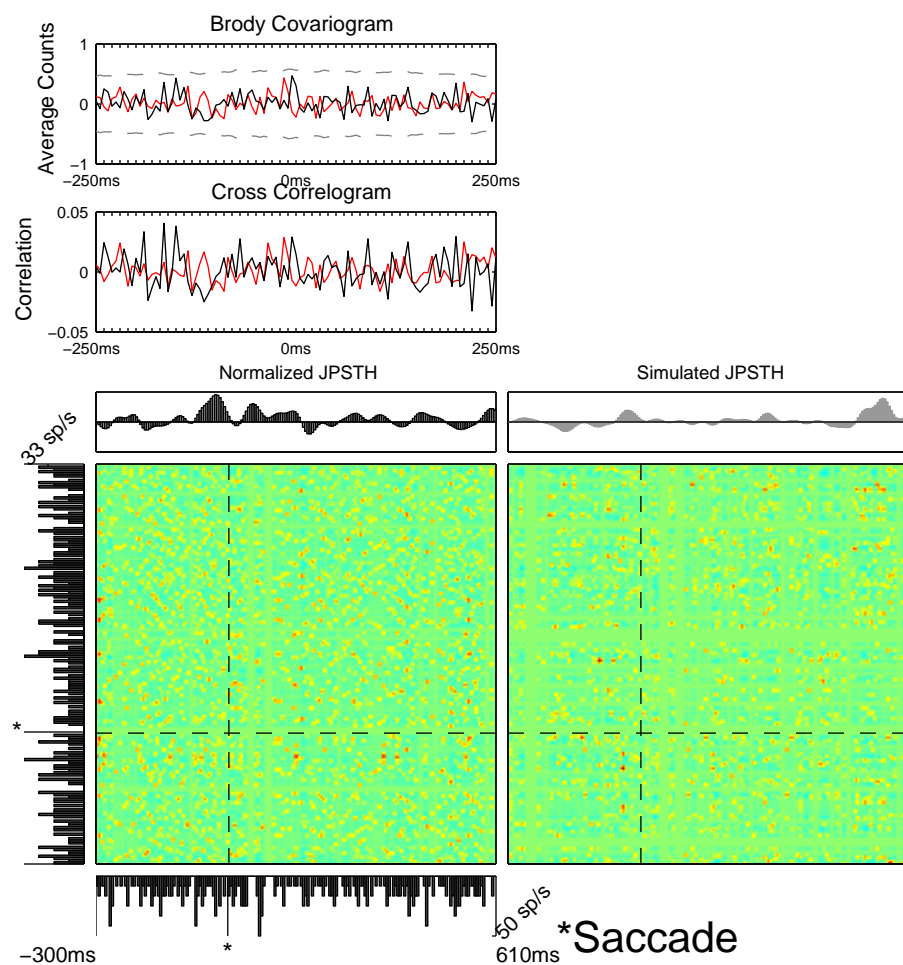 Brody Covariogram
Average Counts
1
0
−1
−250ms 0ms 250ms
Cross Correlogram
Correlation
0.05
0
−0.05
−250ms 0ms 250ms
Normalized JPSTH Simulated JPSTH
33 sp/s
*
*
50 sp/s
−300ms 610ms *Saccade